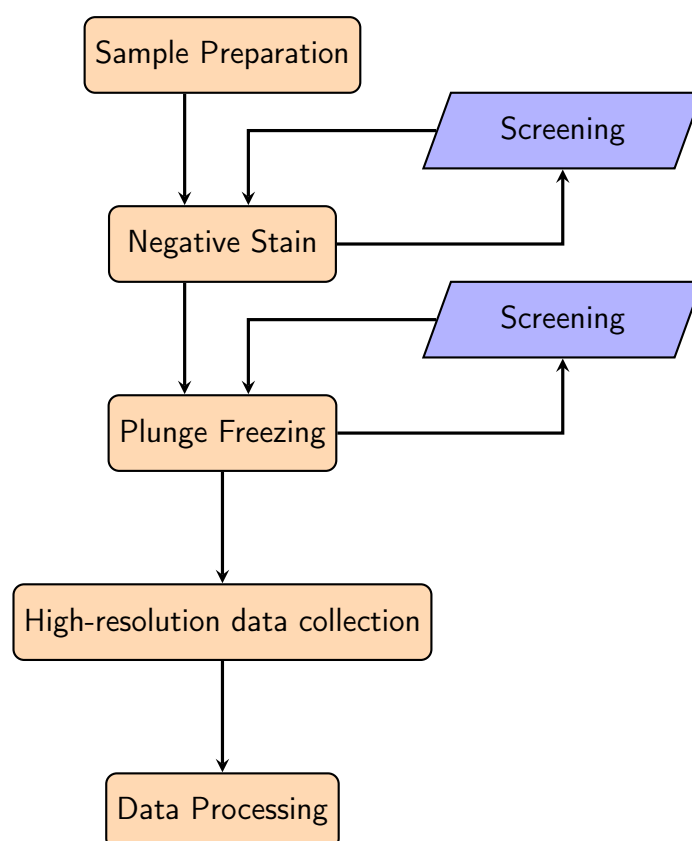 Sample Preparation
Screening
Negative Stain
Screening
Plunge Freezing
High-resolution data collection
Data Processing